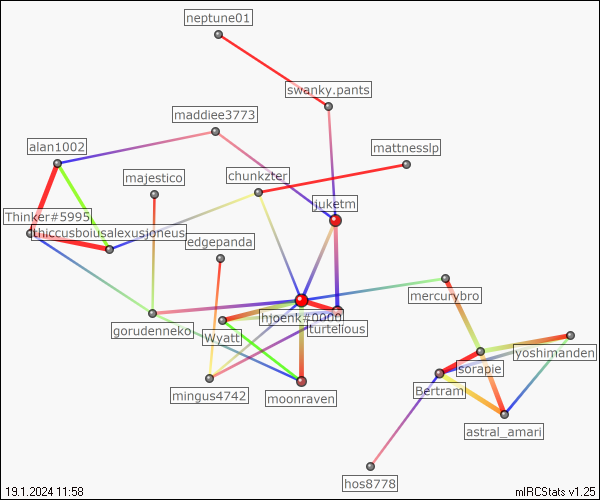 neptune01
swanky.pants
maddiee3773
alan1002
mattnesslp
majestico
chunkzter
juketm
Thinker#5995
thiccusboiusalexusjoneus
edgepanda
mercurybro
hjoenk#0000
gorudenneko
Wyatt
yoshimanden
sorapie
mingus4742
moonraven
Bertram
astral_amari
hos8778
19.1.2024 11:58
mIRCStats v1.25